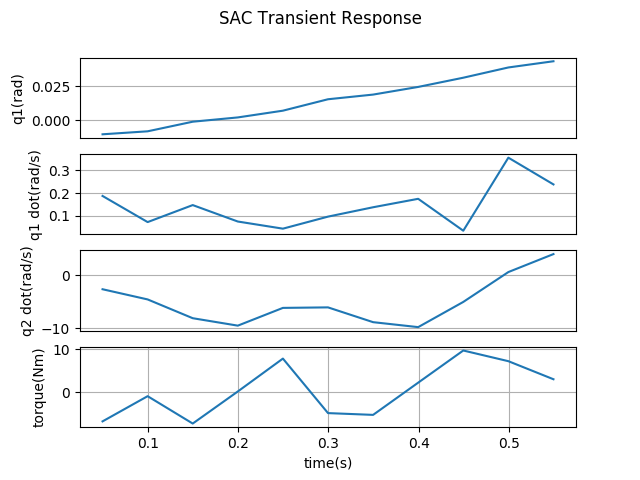 SAC Transient Response
q1(rad)
0.025
0.000
q1 dot(rad/s)
0.3
0.2
0.1
q2 dot(rad/s)
0
−10
torque(Nm)
10
0
0.1 0.2 0.3 0.4 0.5
time(s)